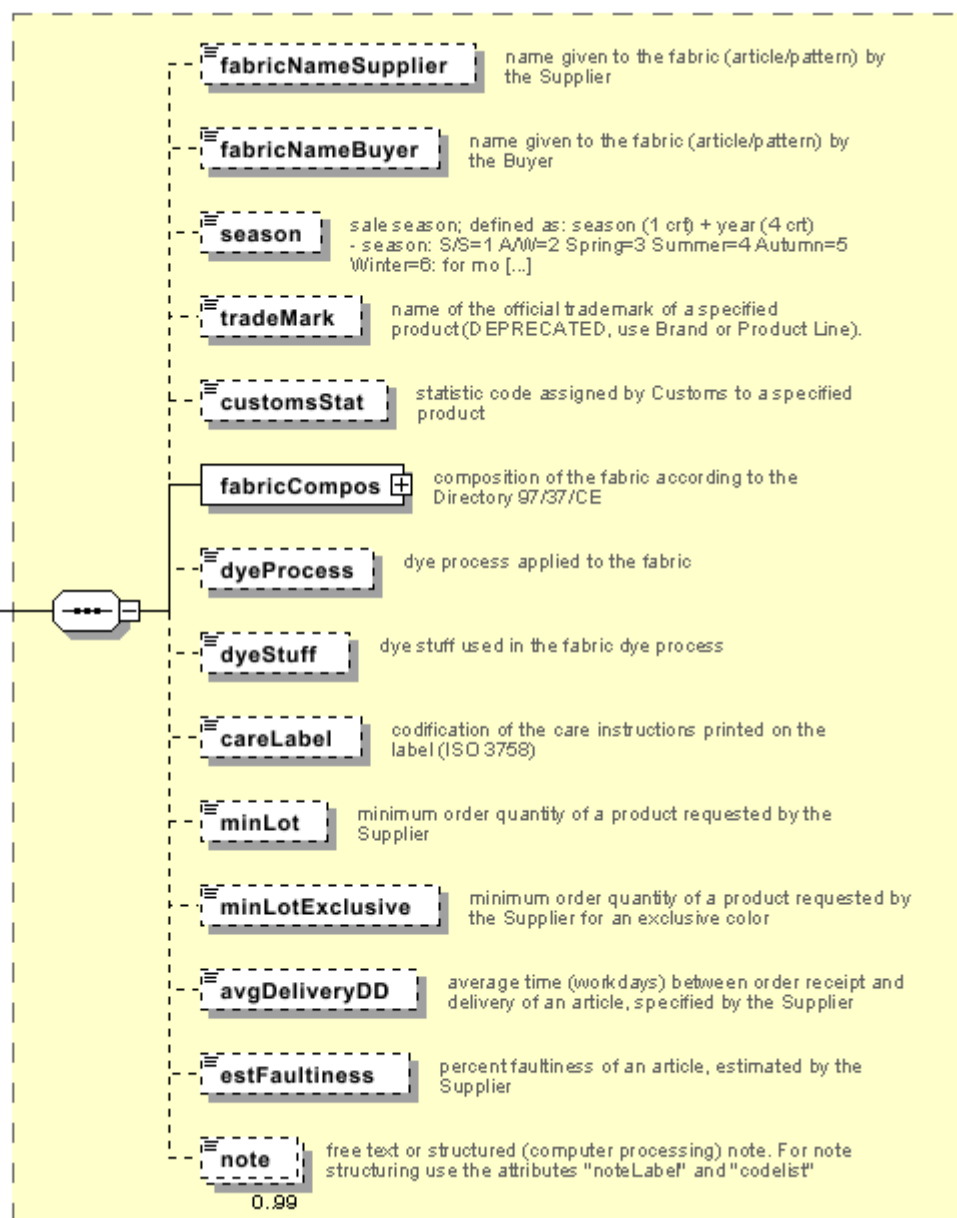 fabricNameSupplier
name given to the fabric (article/pattern) by
the Supplier
fabricNameBuyer
name given to the fabric (article/pattern) by
the Buyer
season
sale season; defined as: season (1 crt) + year (4 crt)
- season: S/S=1 A/W=2 Spring=3 Summer=4 Autumn=5
Winter=6: for mo [...]
tradeMark
name of the official trademark of a specified
product(DEPRECATED, use Brand or Product Line).
customsStat
statistic code assigned by Customs to a specified
product
fabricCompos
composition of the fabric according to the
Directory 97/37/CE
dyeProcess
dye process applied to the fabric
dyeStuff
dye stuff used in the fabric dye process
careLabel
codification of the care instructions printed on the
label (ISO 3758)
minLot
minimum order quantity of a product requested by the
Supplier
minLotExclusive
minimum order quantity of a product requested by
the Supplier for an exclusive color
avgDeliveryDD
average time (workdays) between order receipt and
delivery of an article, specified by the Supplier
estFaultiness
percent faultiness of an article, estimated by the
Supplier
note
free text or structured (computer processing) note. For note
structuring use the attributes "noteLabel" and "codelist"
0..99